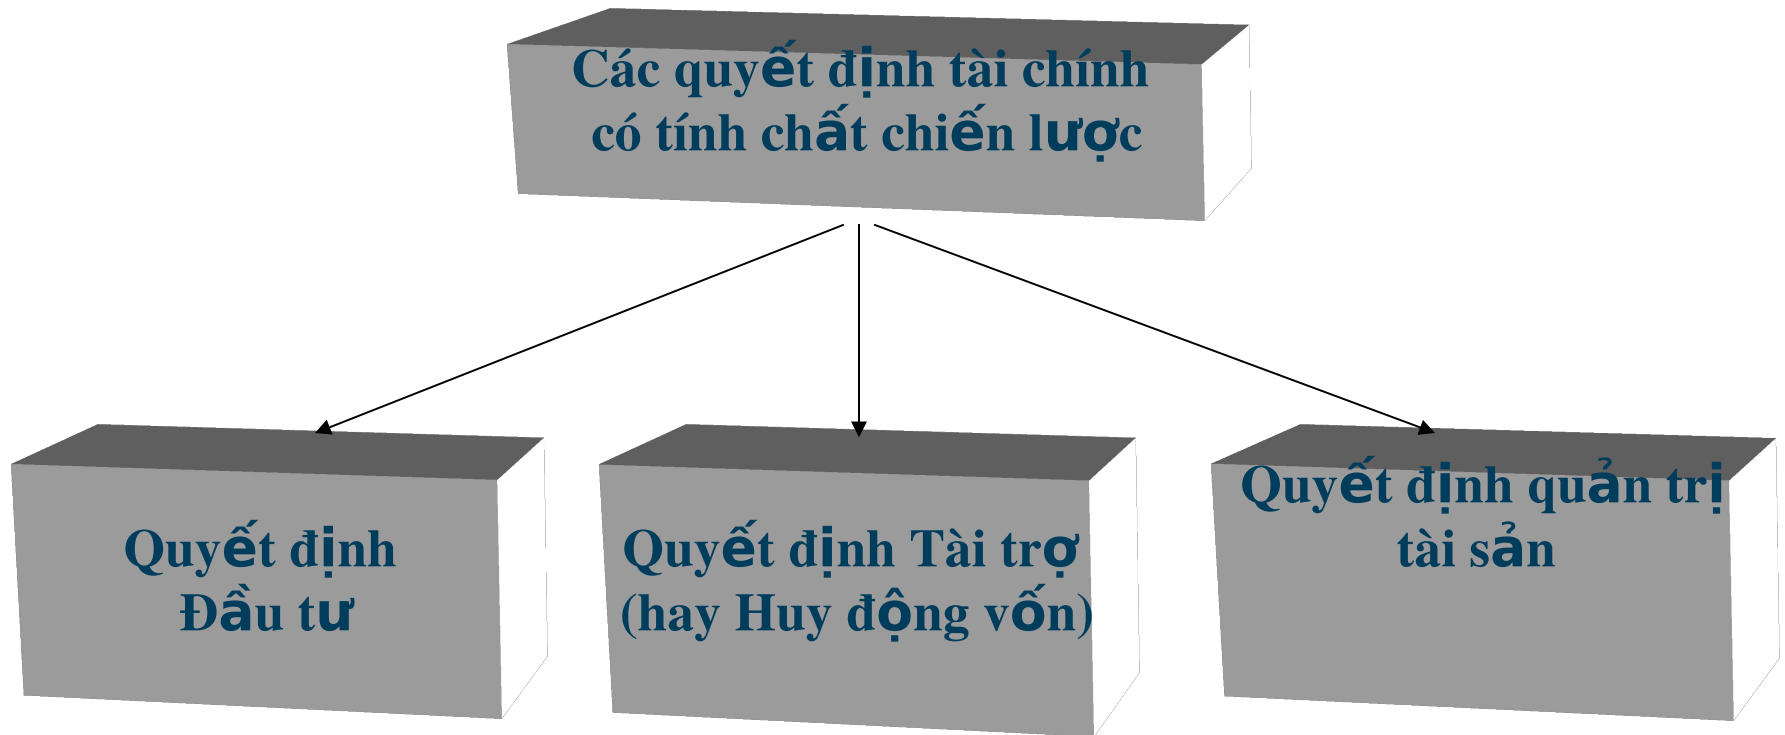 Các quyết định tài chính
có tính chất chiến lược
Quyết định
Đầu tư
Quyết định Tài trợ
(hay Huy động vốn)
Quyết định quản trị
tài sản